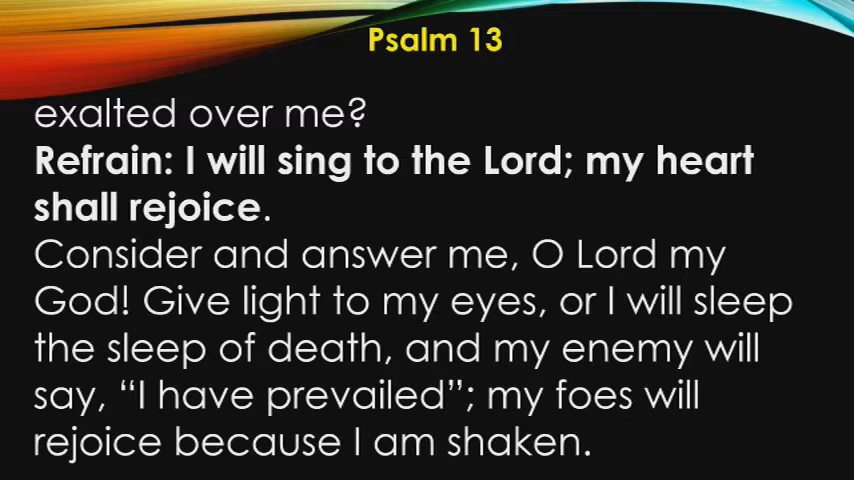 Psalm 13
exalted over me?
Refrain: I will sing to the Lord; my heart
shall rejoice.
Consider and answer me, O Lord my
God! Give light to my eyes, or I will sleep
the sleep of death, and my enemy will
say, “I have prevailed”; my foes will
rejoice because I am shaken.